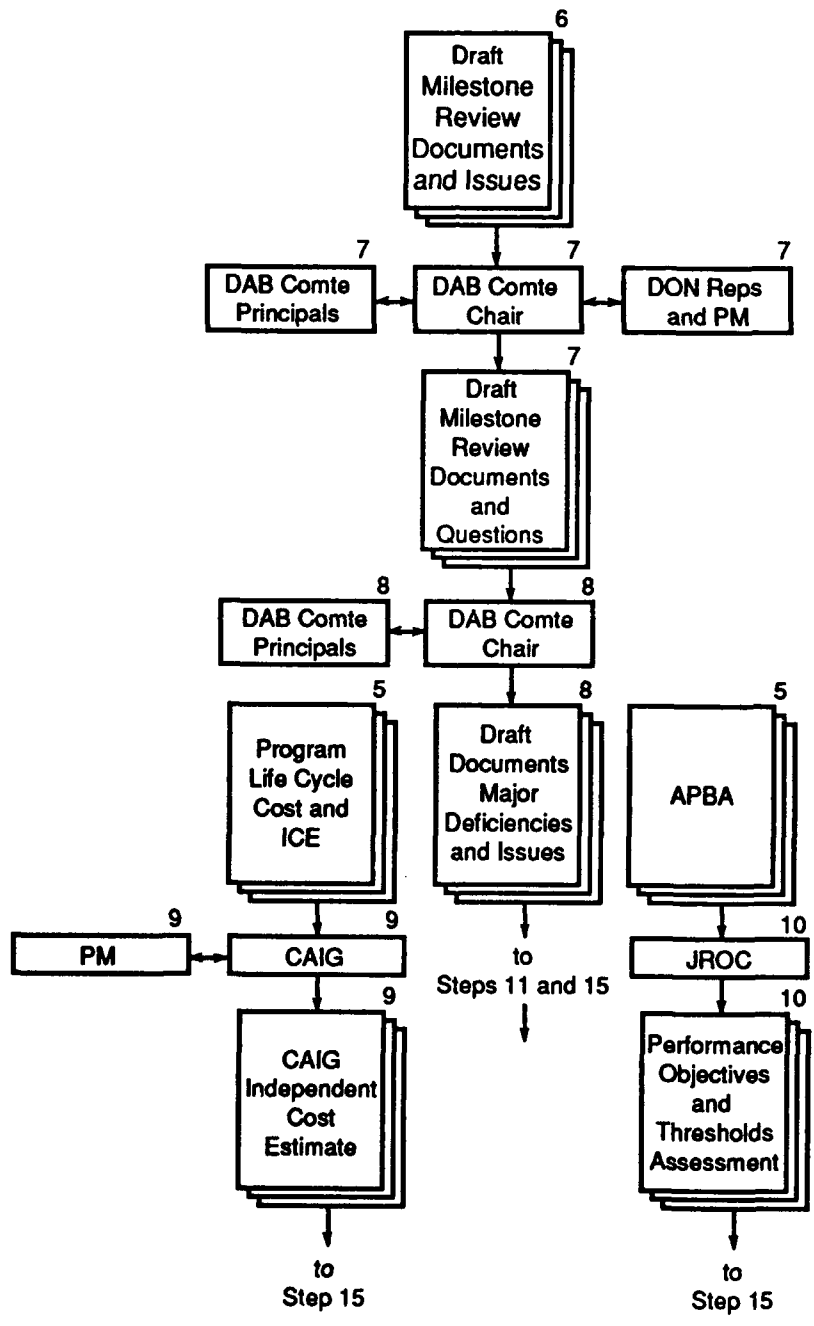 6
Draft
Milestone
Review
Documents
and Issues
7
7
7
DAB Comte
Principals
DAB Comte
Chair
DON Reps
and PM
7
Draft
Milestone
Review
Documents
and
Questions
8
8
DAB Comte
Principals
DAB Comte
Chair
5
Program
Life Cycle
Cost and
ICE
8
Draft
Documents
Major
Deficiencies
and Issues
5
APBA
9
PM
9
CAIG
to
Steps 11 and 15
10
JROC
9
CAIG
Independent
Cost
Estimate
10
Performance
Objectives
and
Thresholds
Assessment
to
Step 15
to
Step 15